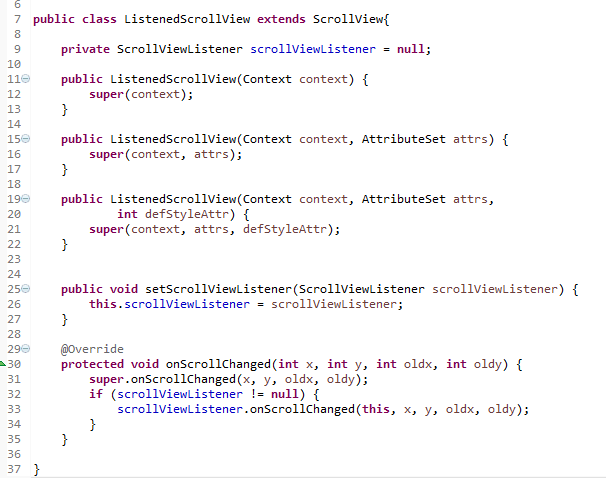 6
7 public class ListenedScrollView extends ScrollView{
8
9     private ScrollViewListener scrollViewListener = null;
10
11     public ListenedScrollView(Context context) {
12         super(context);
13     }
14
15     public ListenedScrollView(Context context, AttributeSet attrs) {
16         super(context, attrs);
17     }
18
19     public ListenedScrollView(Context context, AttributeSet attrs,
20             int defStyleAttr) {
21         super(context, attrs, defStyleAttr);
22     }
23
24
25     public void setScrollViewListener(ScrollViewListener scrollViewListener) {
26         this.scrollViewListener = scrollViewListener;
27     }
28
29     @Override
30     protected void onScrollChanged(int x, int y, int oldx, int oldy) {
31         super.onScrollChanged(x, y, oldx, oldy);
32         if (scrollViewListener != null) {
33             scrollViewListener.onScrollChanged(this, x, y, oldx, oldy);
34         }
35     }
36
37 }